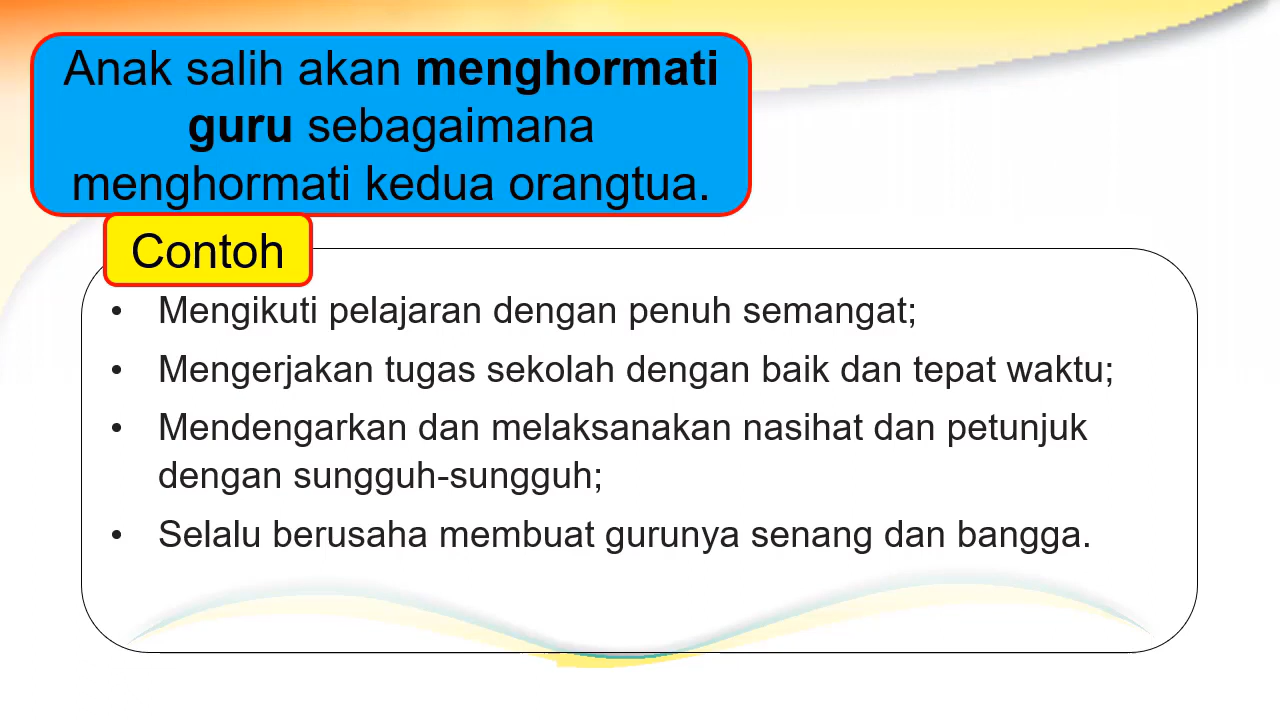 Anak salih akan menghormati
guru sebagaimana
menghormati kedua orangtua.
Contoh
• Mengikuti pelajaran dengan penuh semangat;
• Mengerjakan tugas sekolah dengan baik dan tepat waktu;
• Mendengarkan dan melaksanakan nasihat dan petunjuk
dengan sungguh-sungguh;
• Selalu berusaha membuat gurunya senang dan bangga.